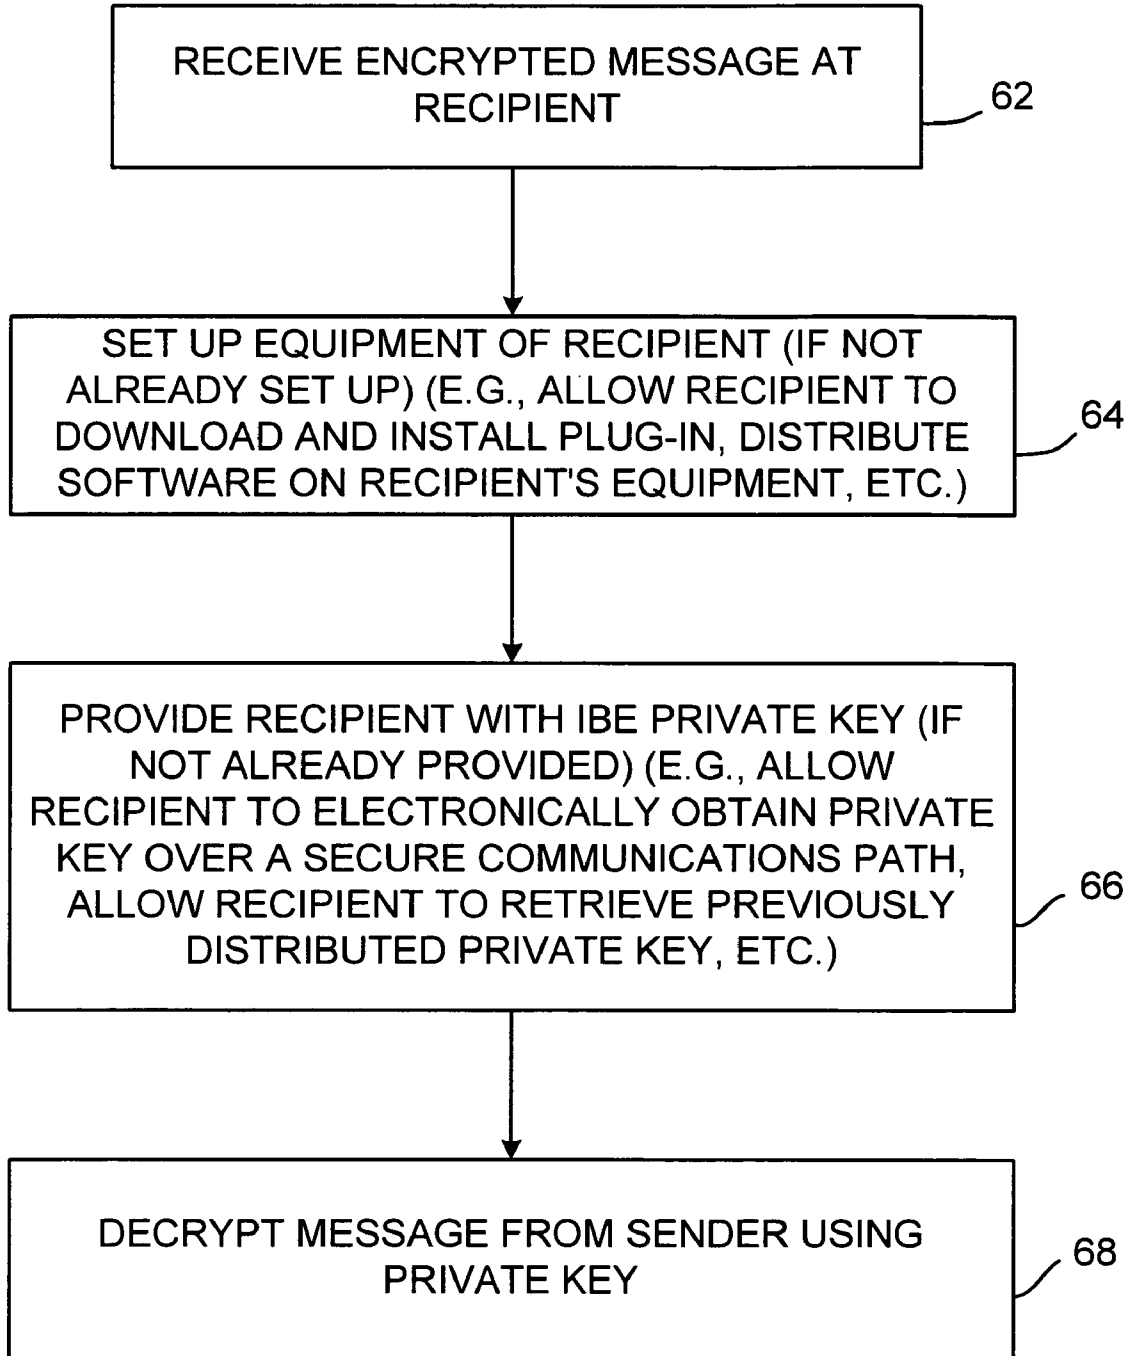 RECEIVE ENCRYPTED MESSAGE AT
RECIPIENT
62
SET UP EQUIPMENT OF RECIPIENT (IF NOT
ALREADY SET UP) (E.G., ALLOW RECIPIENT TO
DOWNLOAD AND INSTALL PLUG-IN, DISTRIBUTE
SOFTWARE ON RECIPIENT'S EQUIPMENT, ETC.)
64
PROVIDE RECIPIENT WITH IBE PRIVATE KEY (IF
NOT ALREADY PROVIDED) (E.G., ALLOW
RECIPIENT TO ELECTRONICALLY OBTAIN PRIVATE
KEY OVER A SECURE COMMUNICATIONS PATH,
ALLOW RECIPIENT TO RETRIEVE PREVIOUSLY
DISTRIBUTED PRIVATE KEY, ETC.)
66
DECRYPT MESSAGE FROM SENDER USING
PRIVATE KEY
68